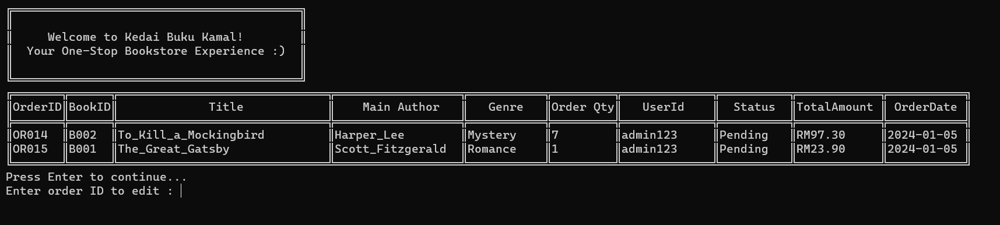 Welcome to Kedai Buku Kamal!
Your One-Stop Bookstore Experience :)
OrderID BookID Title Main Author Genre Order Qty UserId Status TotalAmount OrderDate
OR014 B002 To_Kill_a_Mockingbird Harper_Lee Mystery 7 admin123 Pending RM97.30 2024-01-05
OR015 B001 The_Great_Gatsby Scott_Fitzgerald Romance 1 admin123 Pending RM23.90 2024-01-05
Press Enter to continue...
Enter order ID to edit :